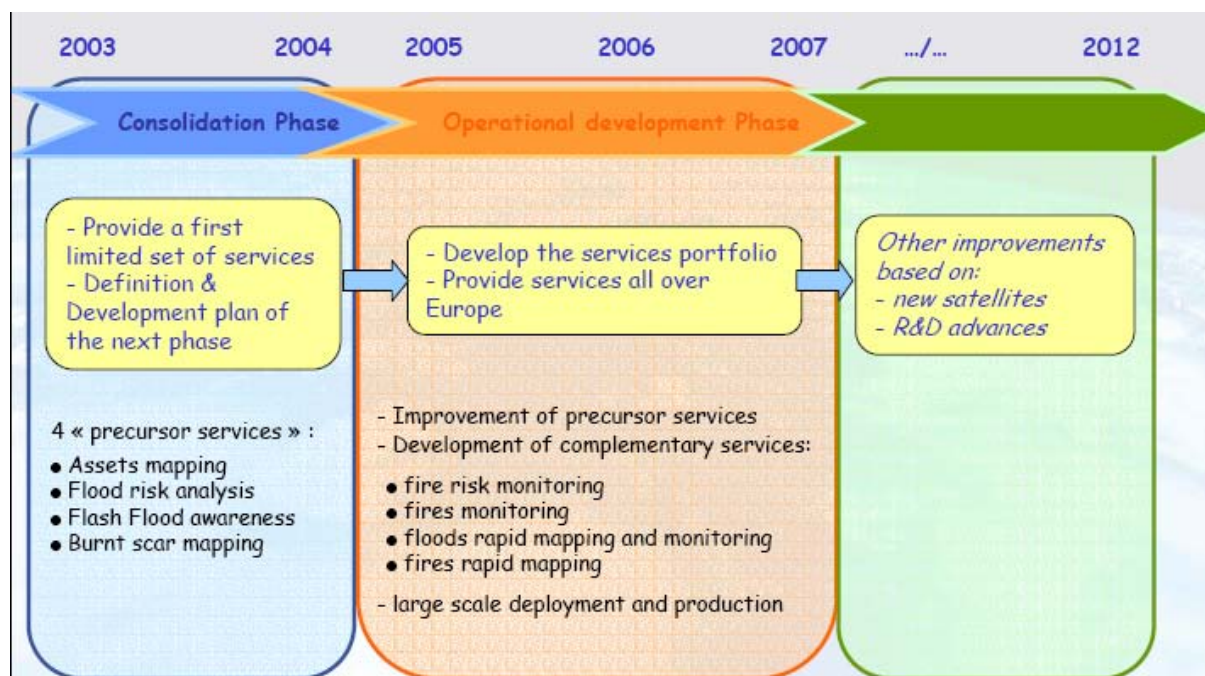 2003 2004 2005 2006 2007 .../... 2012
Consolidation Phase
Operational development Phase
- Provide a first
limited set of services
- Definition &
Development plan of
the next phase
- Develop the services portfolio
- Provide services all over
Europe
Other improvements
based on:
- new satellites
- R&D advances
4 « precursor services » :
● Assets mapping
● Flood risk analysis
● Flash Flood awareness
● Burnt scar mapping
- Improvement of precursor services
- Development of complementary services:
● fire risk monitoring
● fires monitoring
● floods rapid mapping and monitoring
● fires rapid mapping
- large scale deployment and production